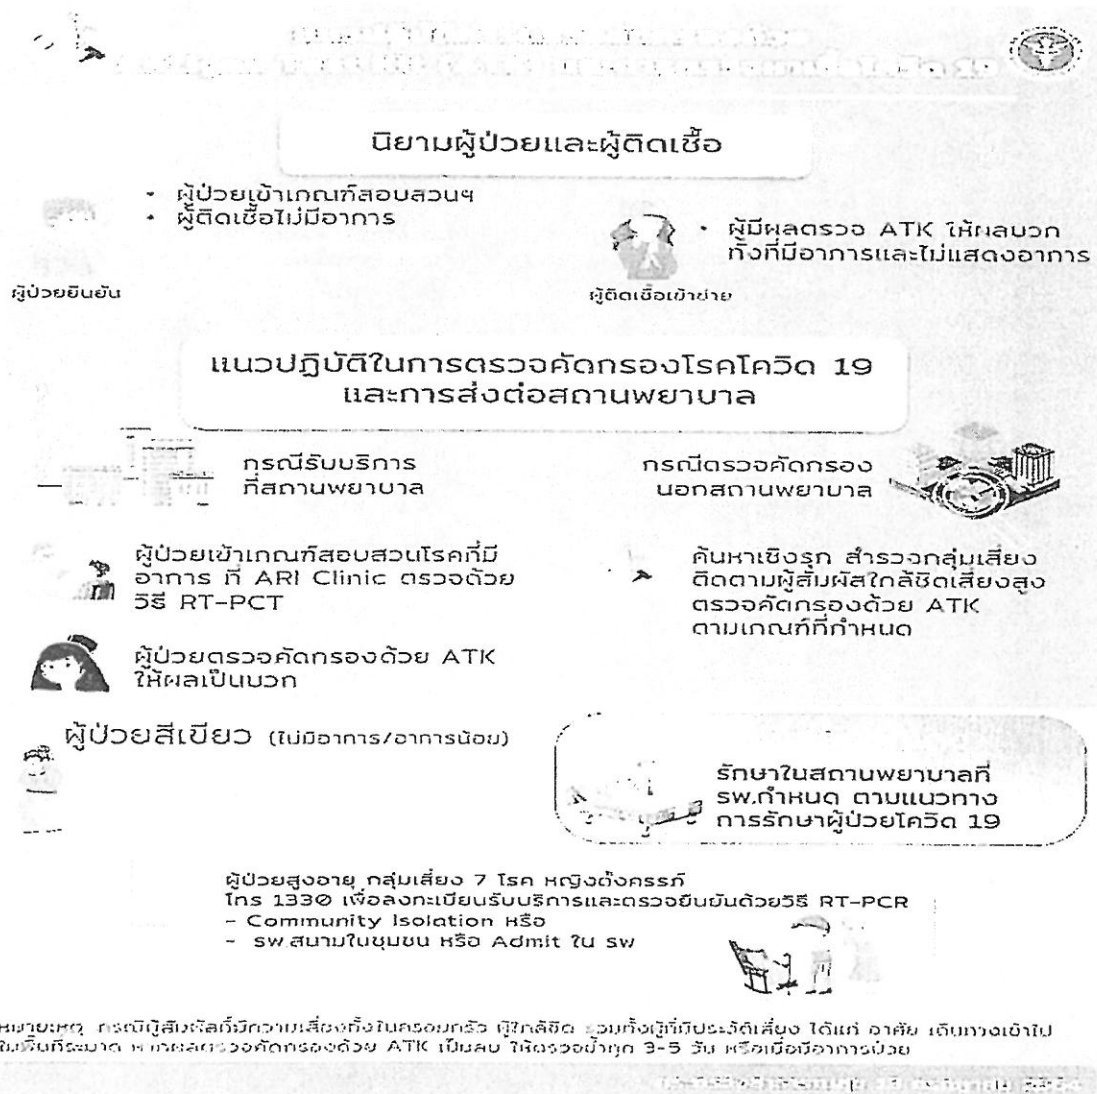 นิยามผู้ป่วยและผู้ติดเชื้อ
• ผู้ป่วยเข้าเกณฑ์สอบสวนฯ
• ผู้ติดเชื้อไม่มีอาการ
ผู้ป่วยยืนยัน
• ผู้มีผลตรวจ ATK ให้ผลบวก
ทั้งที่มีอาการและไม่แสดงอาการ
ผู้ติดเชื้อเข้าข่าย
แนวปฏิบัติในการตรวจคัดกรองโรคโควิด 19
และการส่งต่อสถานพยาบาล
กรณีรับบริการ
ที่สถานพยาบาล
กรณีตรวจคัดกรอง
นอกสถานพยาบาล
ผู้ป่วยเข้าเกณฑ์สอบสวนโรคที่มี
อาการ ที่ ARI Clinic ตรวจด้วย
วิธี RT-PCT
ค้นหาเชิงรุก สำรวจกลุ่มเสี่ยง
ติดตามผู้สัมผัสใกล้ชิดเสี่ยงสูง
ตรวจคัดกรองด้วย ATK
ตามเกณฑ์ที่กำหนด
ผู้ป่วยตรวจคัดกรองด้วย ATK
ให้ผลเป็นบวก
ผู้ป่วยสีเขียว (ไม่มีอาการ/อาการน้อย)
รักษาในสถานพยาบาลที่
รพ.กำหนด ตามแนวทาง
การรักษาผู้ป่วยโควิด 19
ผู้ป่วยสูงอายุ กลุ่มเสี่ยง 7 โรค หญิงตั้งครรภ์
โทร 1330 เพื่อลงทะเบียนรับบริการและตรวจยืนยันด้วยวิธี RT-PCR
- Community Isolation หรือ
- รพ.สนามในชุมชน หรือ Admit ใน รพ
หมายเหตุ กรณีผู้สัมผัสที่มีความเสี่ยงทั้งในครอบครัว ผู้ใกล้ชิด รวมทั้งผู้ที่มีประวัติเสี่ยง ได้แก่ อาศัย เดินทางเข้าไป
ในพื้นที่ระบาด หากผลตรวจคัดกรองด้วย ATK เป็นลบ ให้ตรวจซ้ำทุก 3-5 วัน หรือเมื่อมีอาการป่วย